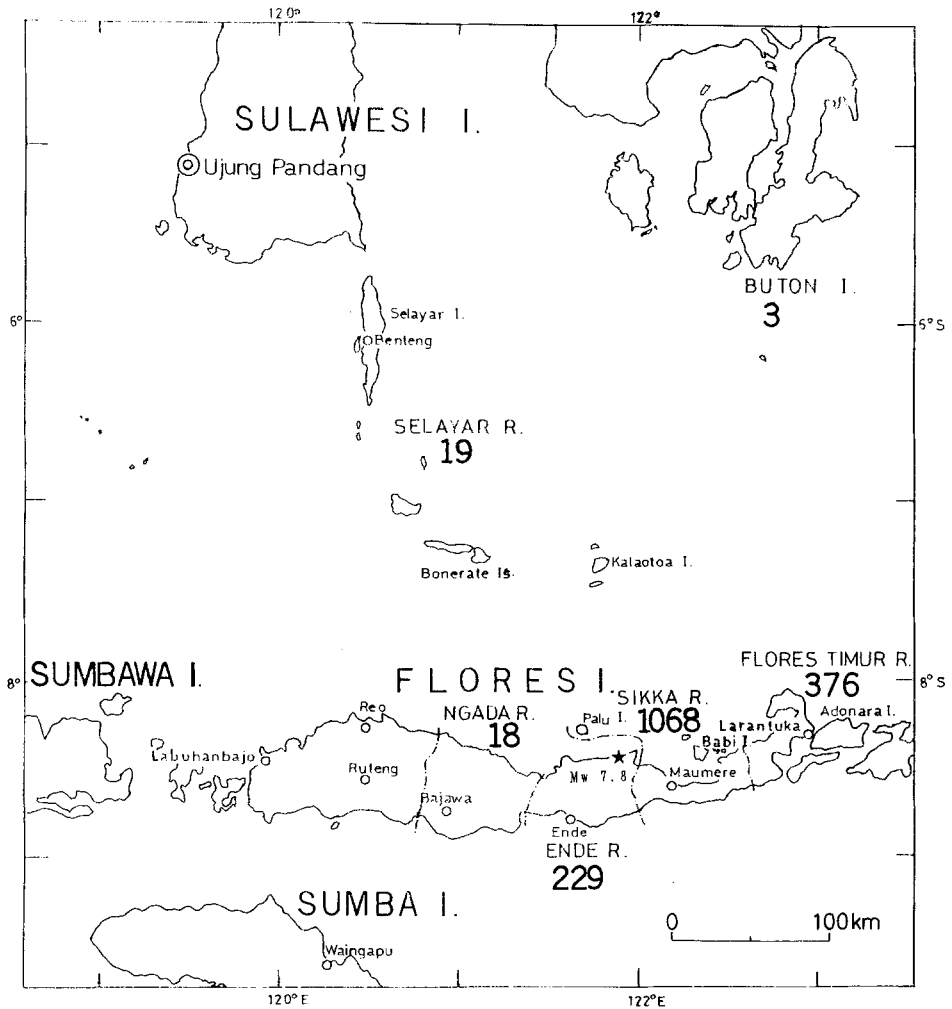 120°
122°
SULAWESI I.
Ujung Pandang
BUTON I.
3
Selayar I.
6°
6°S
Benteng
SELAYAR R.
19
Bonerate Is.
Kalaotoa I.
FLORES TIMUR R.
376
SUMBAWA I.
8°
FLORES I.
8°S
SIKKA R.
1068
NGADA R.
18
Reo
Palu I.
Larantuka
Adonara I.
Babi I.
Labuhanbajo
Ruteng
Mw 7.8
Maumere
Bajawa
Ende
ENDE R.
229
SUMBA I.
0 100km
Waingapu
120°E
122°E